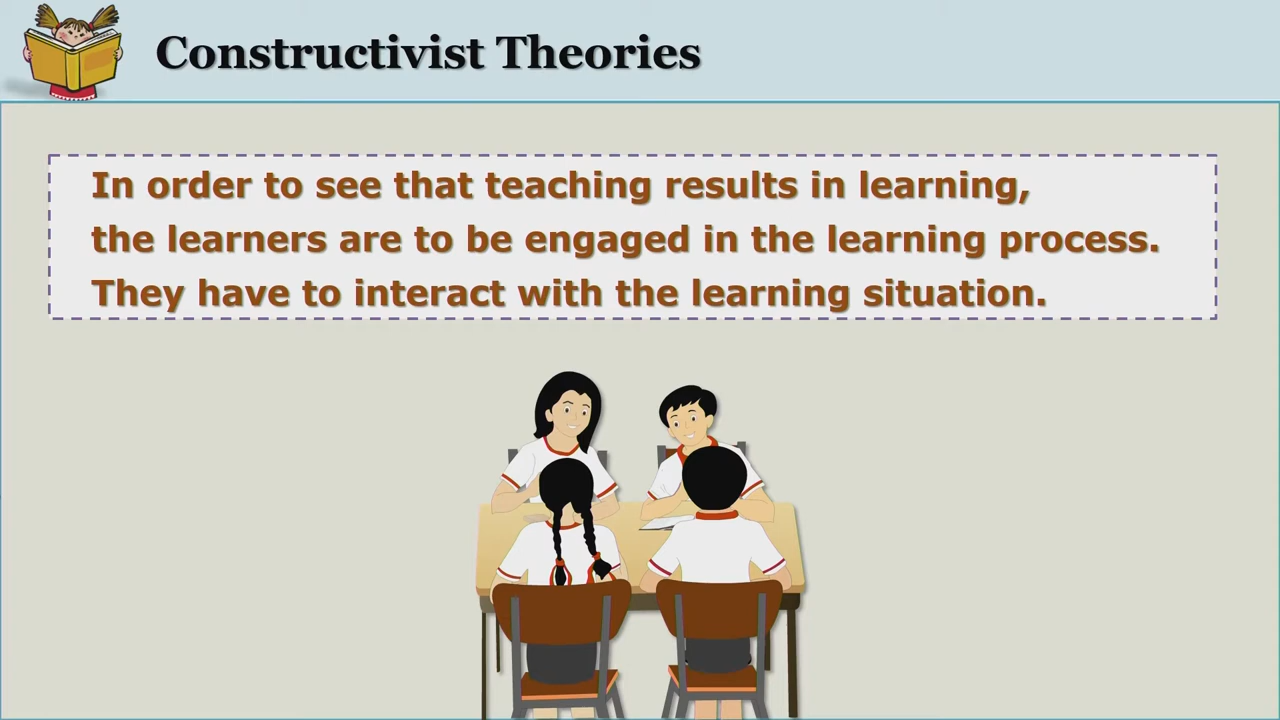 Constructivist Theories
In order to see that teaching results in learning,
the learners are to be engaged in the learning process.
They have to interact with the learning situation.